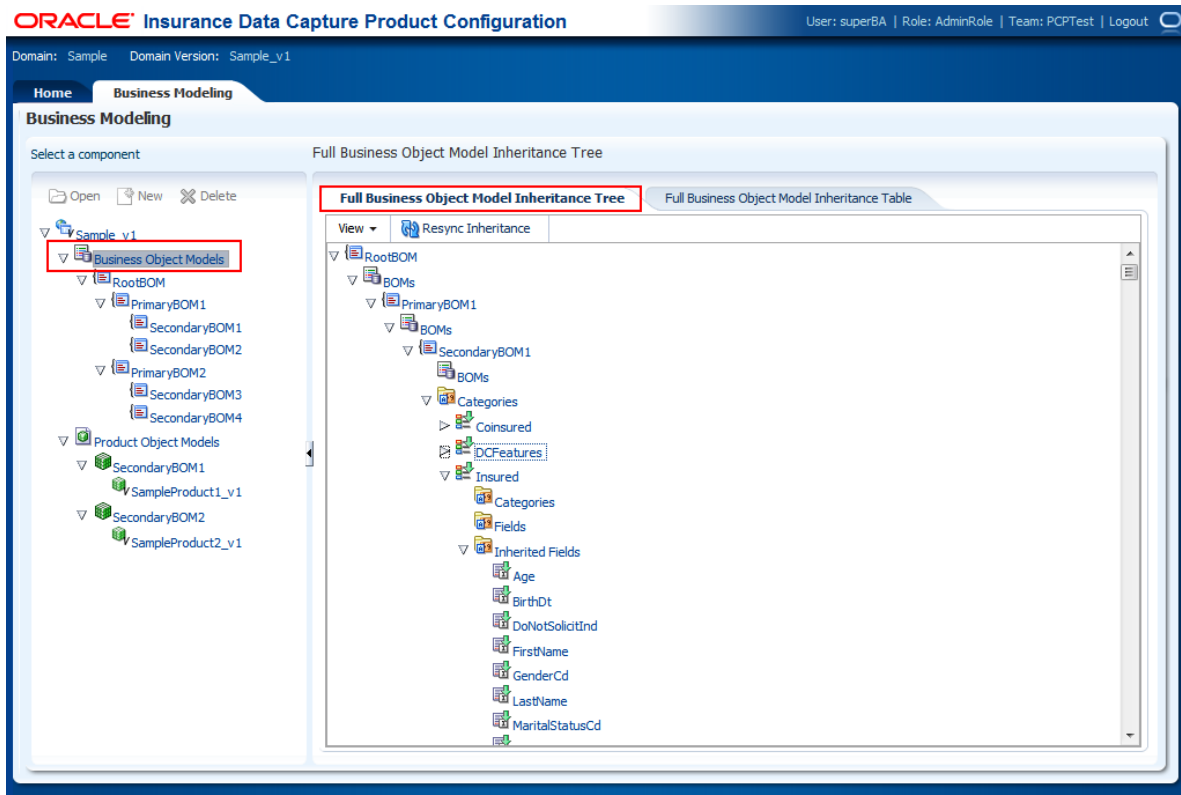 ORACLE Insurance Data Capture Product Configuration
User: superBA | Role: AdminRole | Team: PCPTest | Logout
Domain: Sample Domain Version: Sample_v1
Home Business Modeling
Business Modeling
Select a component
Open New Delete
Sample_v1
Business Object Models
RootBOM
PrimaryBOM1
SecondaryBOM1
SecondaryBOM2
PrimaryBOM2
SecondaryBOM3
SecondaryBOM4
Product Object Models
SecondaryBOM1
SampleProduct1_v1
SecondaryBOM2
SampleProduct2_v1
Full Business Object Model Inheritance Tree
Full Business Object Model Inheritance Tree Full Business Object Model Inheritance Table
View Resync Inheritance
RootBOM
BOMs
PrimaryBOM1
BOMs
SecondaryBOM1
BOMs
Categories
Coinsured
DCFeatures
Insured
Categories
Fields
Inherited Fields
Age
BirthDt
DoNotSolicitInd
FirstName
GenderCd
LastName
MaritalStatusCd